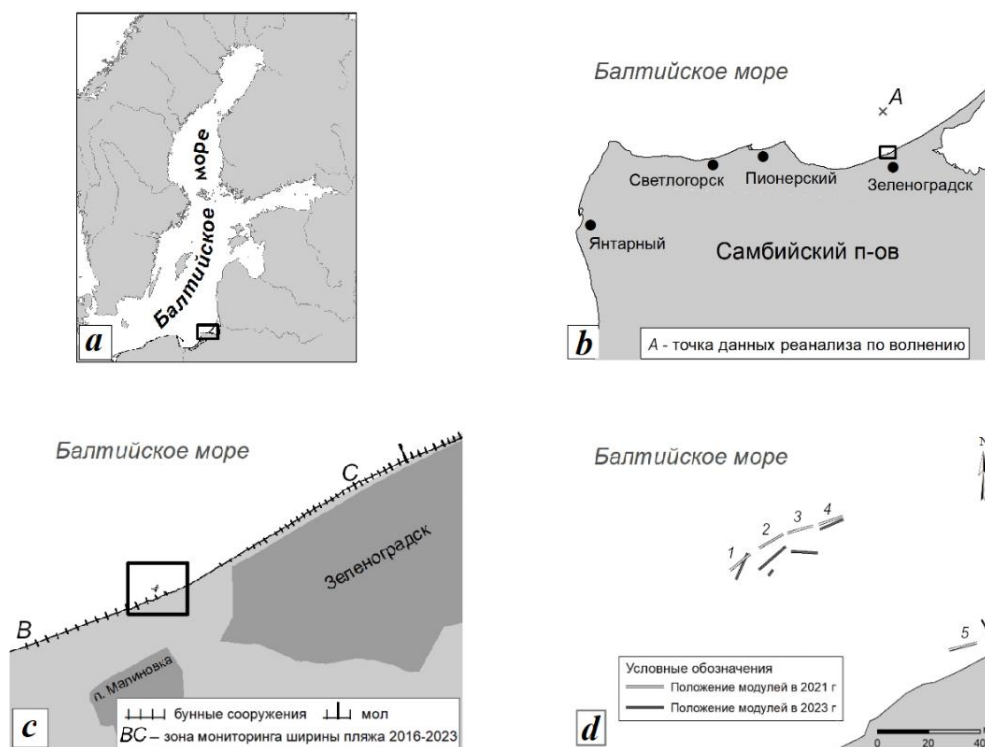 Балтийское
море
a
Балтийское море
A
Светлогорск
Пионерский
Зеленоградск
Янтарный
Самбийский п-ов
b
A - точка данных реанализа по волнению
Балтийское море
C
Зеленоградск
B
п. Малиновка
c
бунные сооружения
мол
BC – зона мониторинга ширины пляжа 2016-2023
Балтийское море
N
1
2
3
4
5
Условные обозначения
Положение модулей в 2021 г
Положение модулей в 2023 г
d
0
20